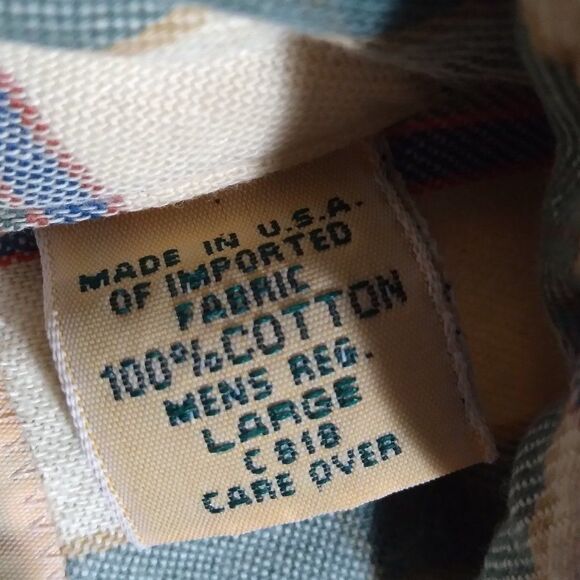 MADE IN U.S.A.
OF IMPORTED
FABRIC
100% COTTON
MENS REG.
LARGE
C 818
CARE OVER